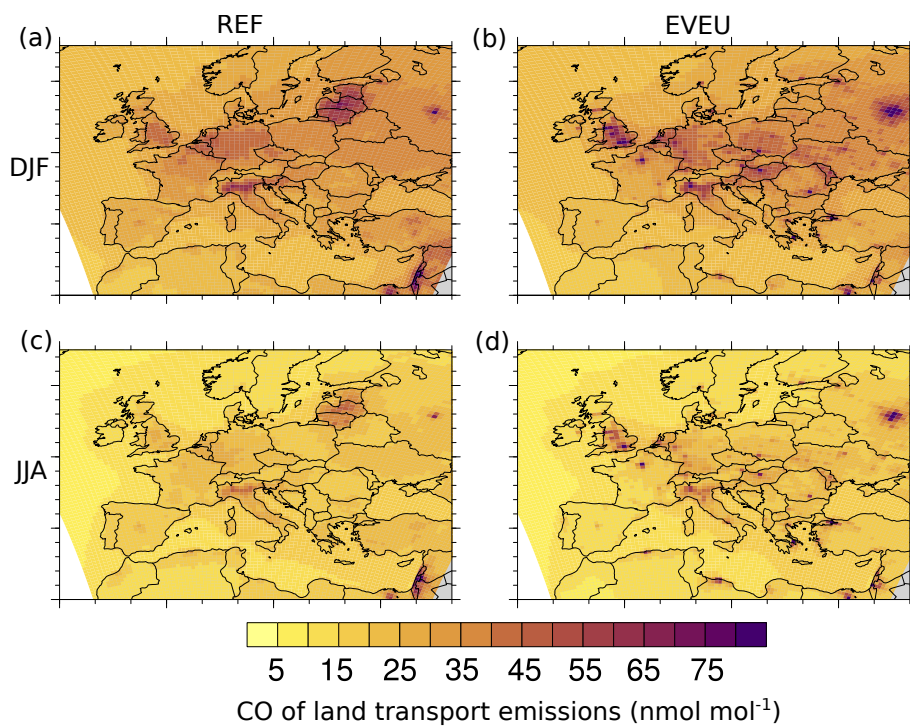 REF
EVEU
(a)
(b)
DJF
(c)
(d)
JJA
5 15 25 35 45 55 65 75
CO of land transport emissions (nmol mol⁻¹)